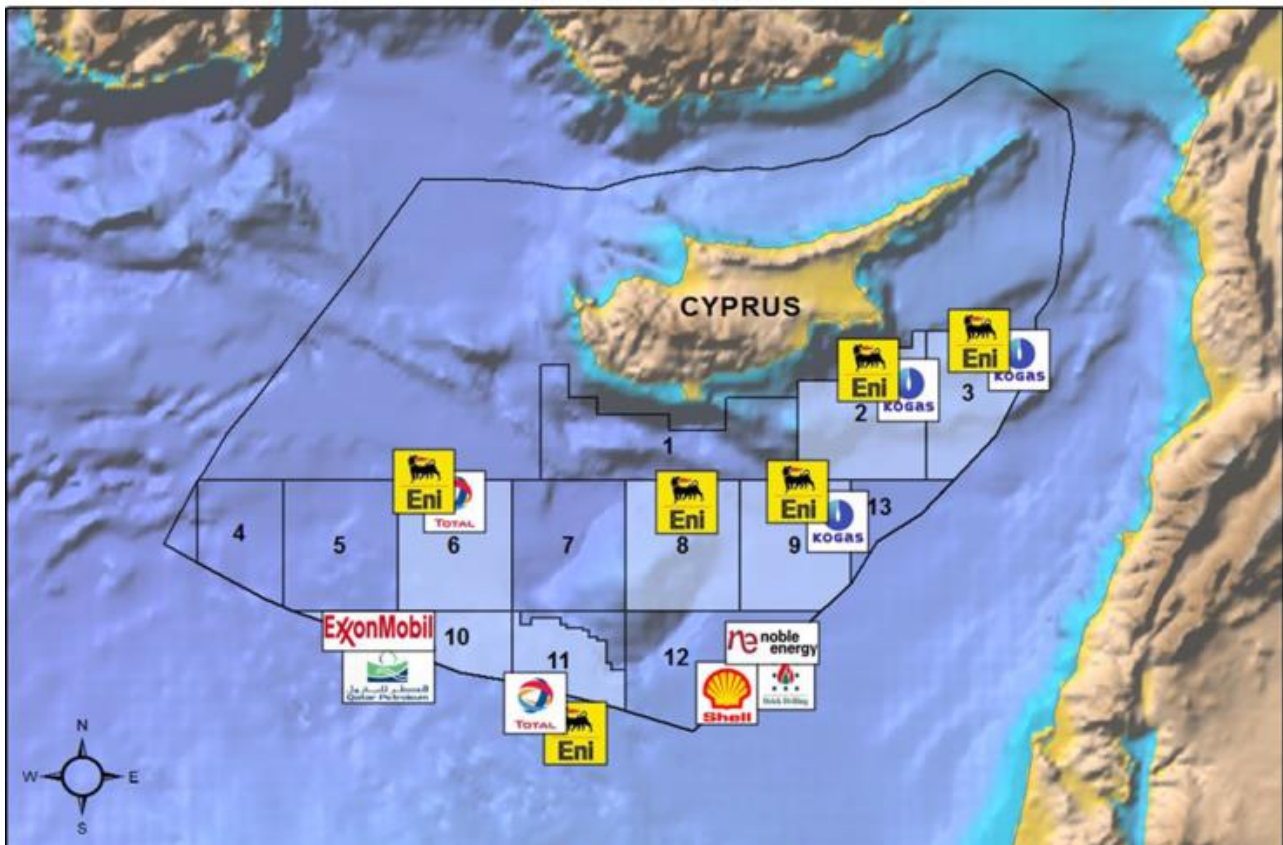 CYPRUS
Eni
KOGAS
2
Eni
KOGAS
3
1
4
5
Eni
TOTAL
6
7
Eni
8
Eni
KOGAS
9
13
ExxonMobil
Qatar Petroleum
10
11
TOTAL
Eni
12
noble
energy
Shell
N
W
E
S